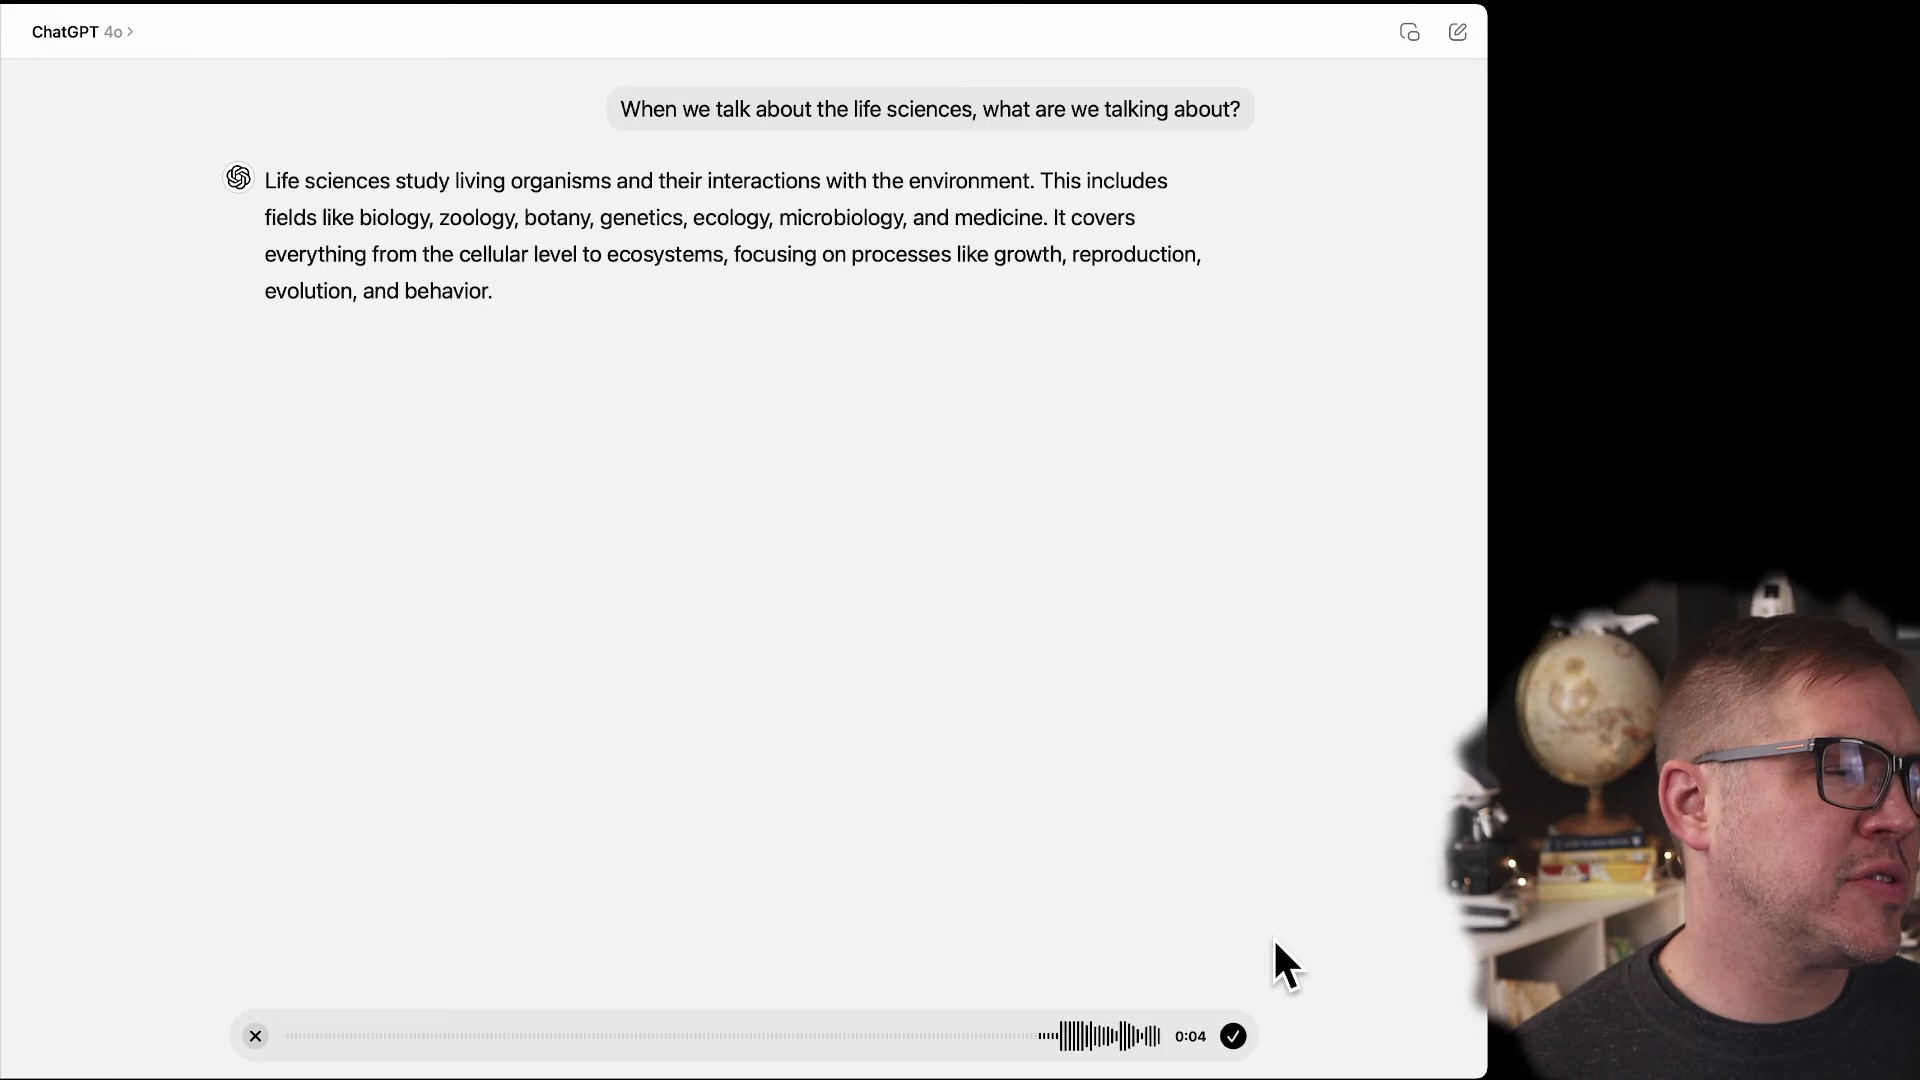 ChatGPT 4o >
When we talk about the life sciences, what are we talking about?
Life sciences study living organisms and their interactions with the environment. This includes
fields like biology, zoology, botany, genetics, ecology, microbiology, and medicine. It covers
everything from the cellular level to ecosystems, focusing on processes like growth, reproduction,
evolution, and behavior.
0:04